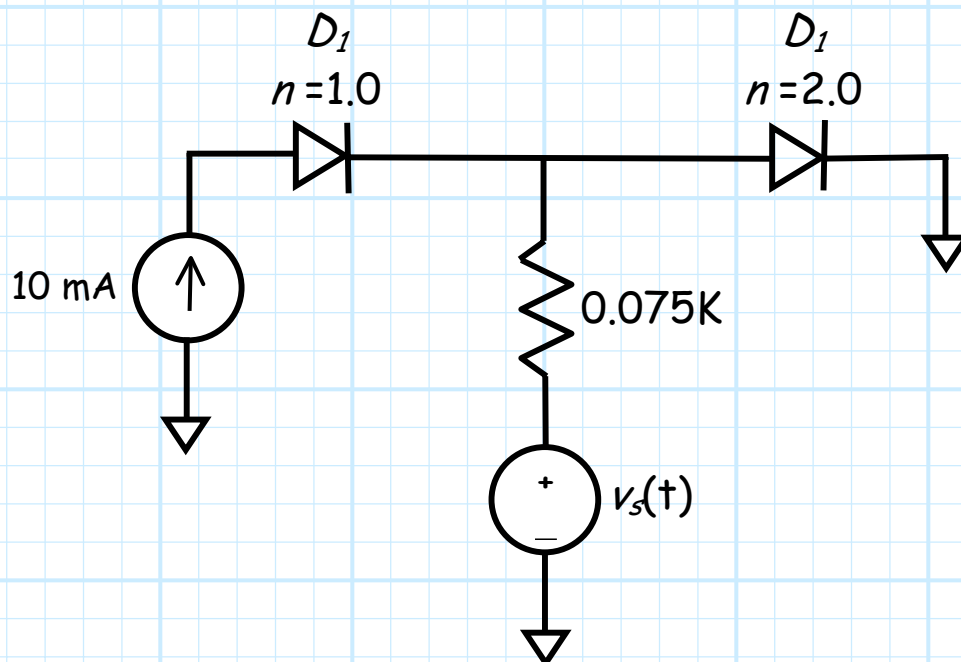 D₁
n =1.0
D₁
n =2.0
10 mA
0.075K
+
vₛ(t)
_